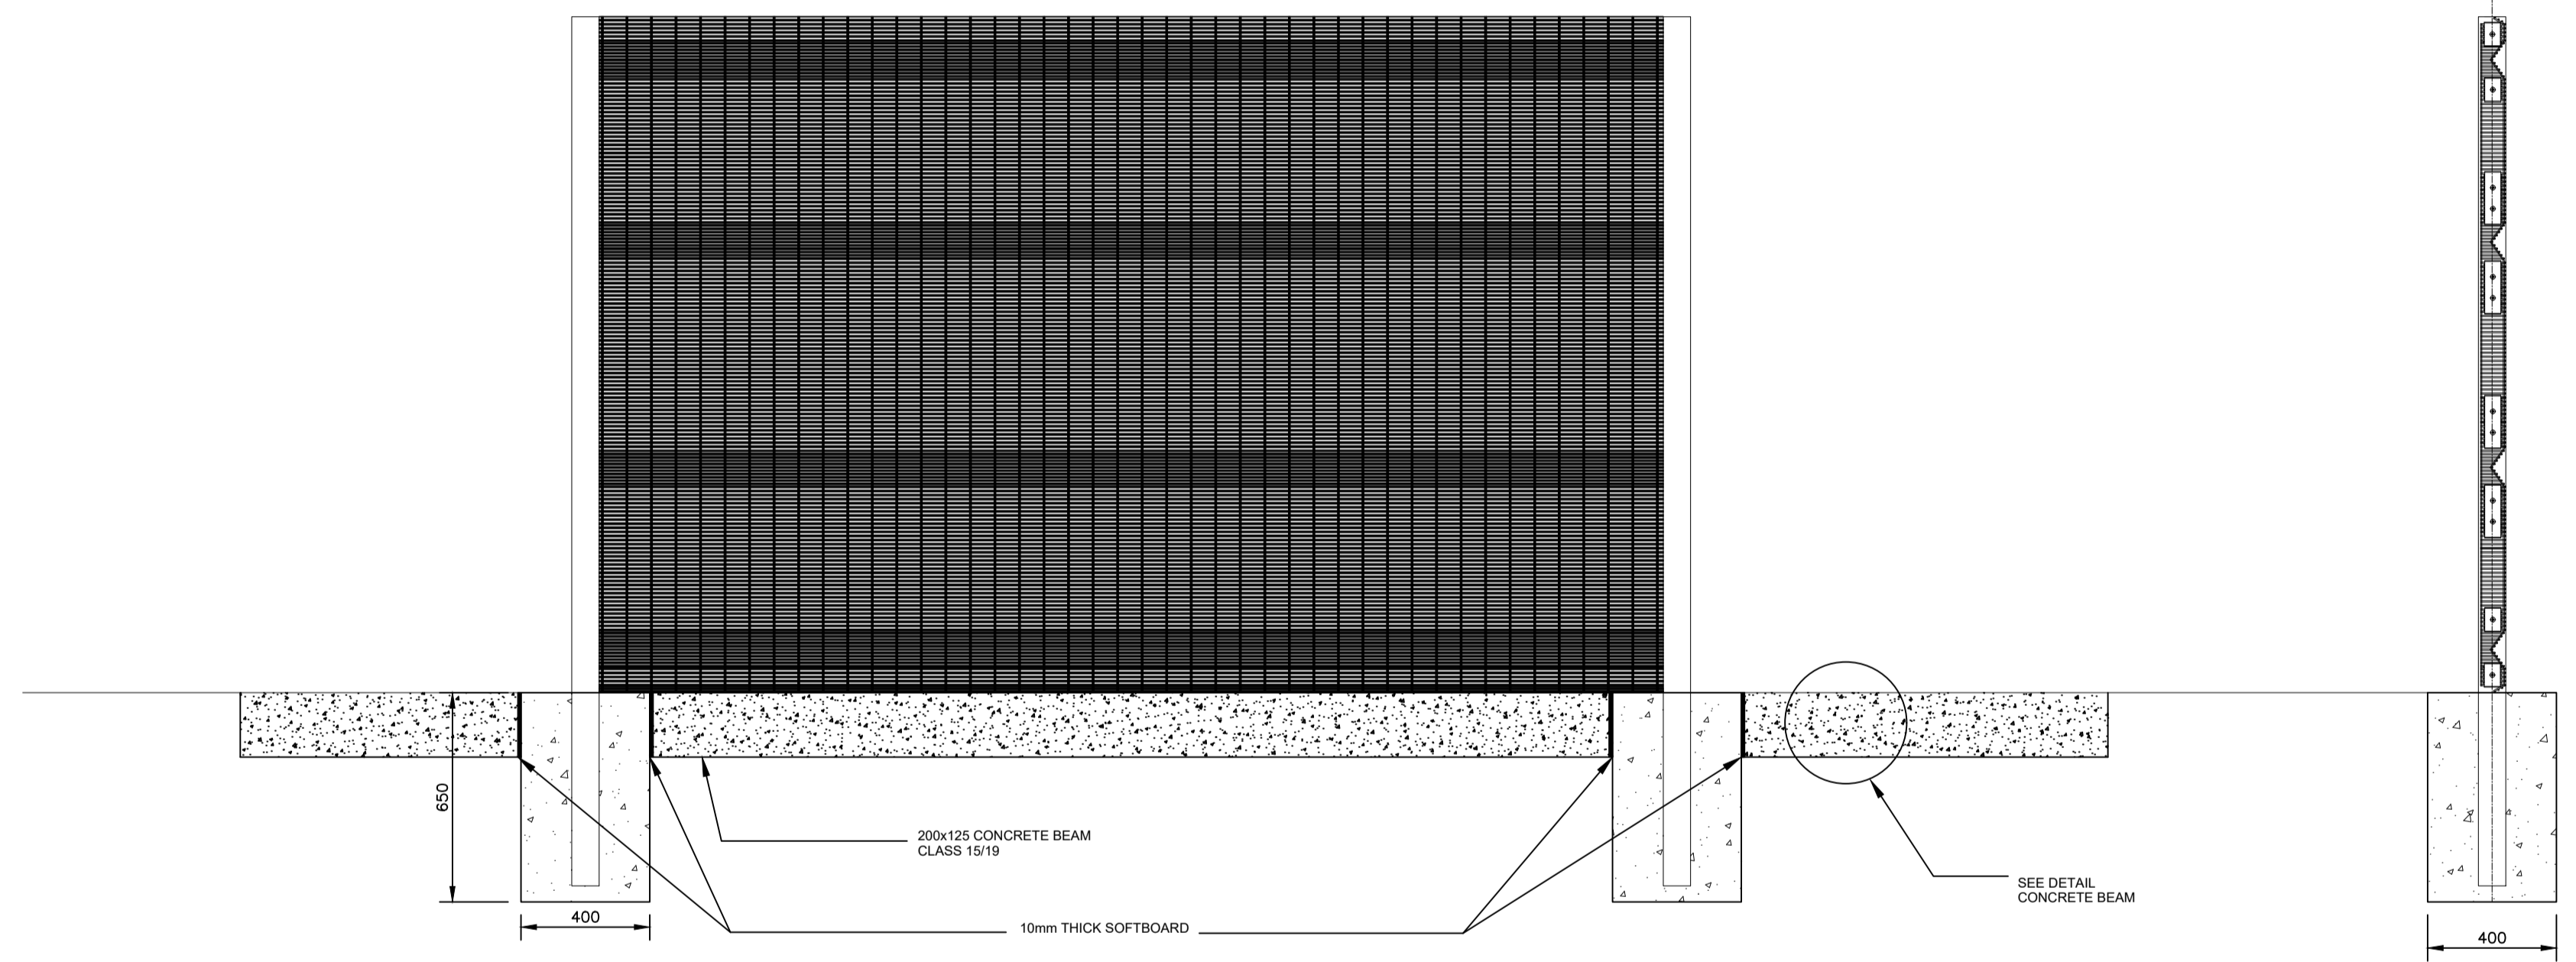 650
400
200x125 CONCRETE BEAM
CLASS 15/19
10mm THICK SOFTBOARD
SEE DETAIL
CONCRETE BEAM
400